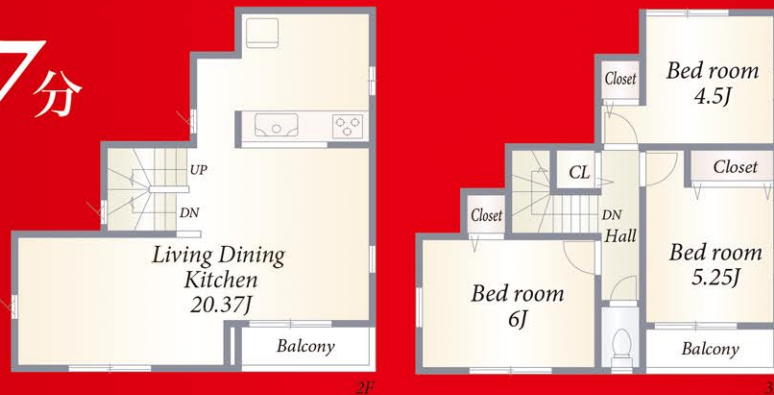 7分
UP
DN
Living Dining
Kitchen
20.37J
Balcony
2F
Closet
Bed room
4.5J
CL
Closet
Closet
DN
Hall
Bed room
5.25J
Bed room
6J
Balcony
3